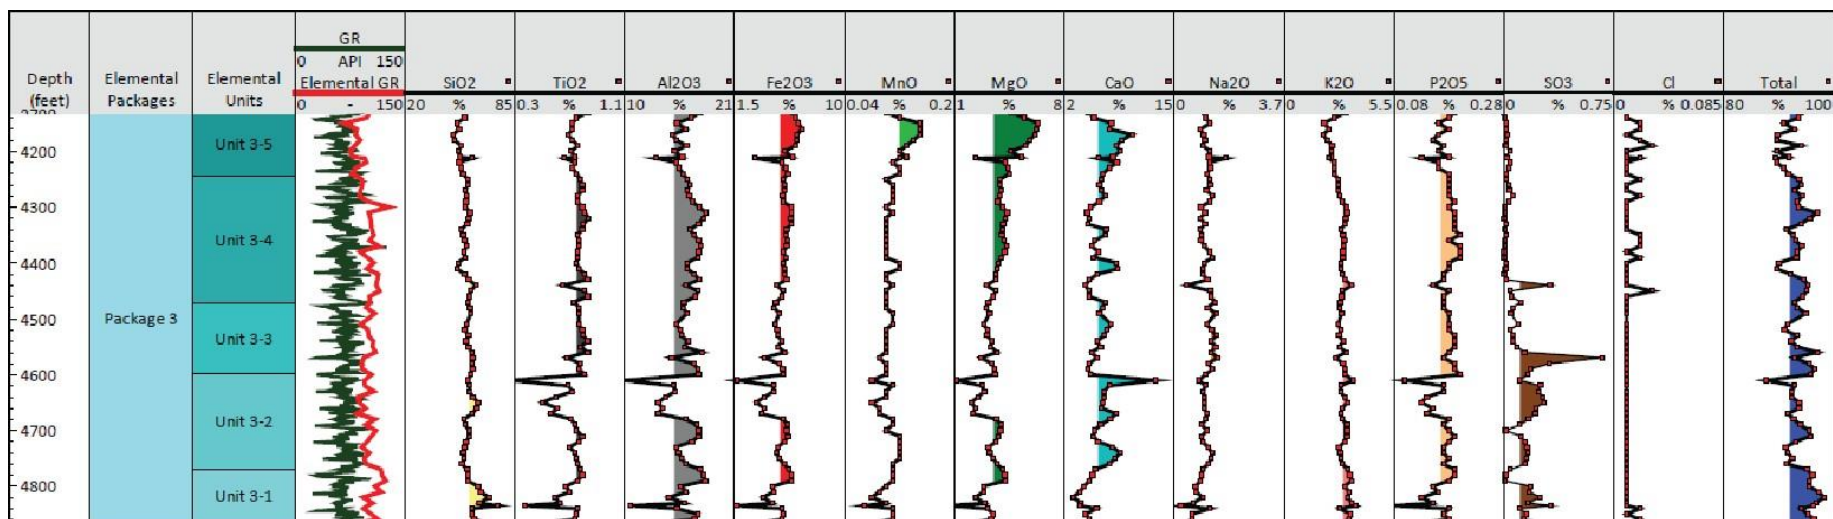 GR
0 API 150
Depth (feet) Elemental Packages Elemental Units Elemental GR SiO2 TiO2 Al2O3 Fe2O3 MnO MgO CaO Na2O K2O P2O5 SO3 Cl Total
0 - 150 20 % 85 0.3 % 1.1 10 % 21 1.5 % 10 0.04 % 0.2 1 % 8 2 % 15 0 % 3.7 0 % 5.5 0.08 % 0.28 0 % 0.75 0 % 0.085 80 % 100
Unit 3-5
4200
4300
Unit 3-4
4400
Package 3
4500
Unit 3-3
4600
Unit 3-2
4700
4800
Unit 3-1